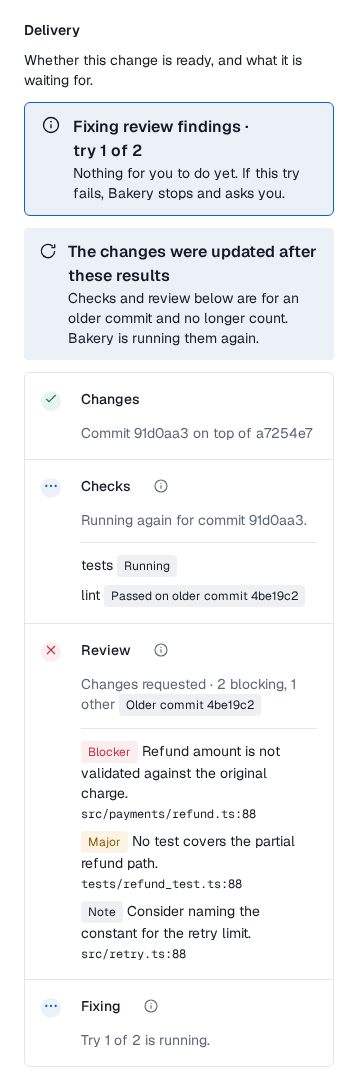 Delivery
Whether this change is ready, and what it is
waiting for.
Fixing review findings ·
try 1 of 2
Nothing for you to do yet. If this try
fails, Bakery stops and asks you.
The changes were updated after
these results
Checks and review below are for an
older commit and no longer count.
Bakery is running them again.
Changes
Commit 91d0aa3 on top of a7254e7
Checks
Running again for commit 91d0aa3.
tests Running
lint Passed on older commit 4be19c2
Review
Changes requested · 2 blocking, 1
other Older commit 4be19c2
Blocker Refund amount is not
validated against the original
charge.
src/payments/refund.ts:88
Major No test covers the partial
refund path.
tests/refund_test.ts:88
Note Consider naming the
constant for the retry limit.
src/retry.ts:88
Fixing
Try 1 of 2 is running.